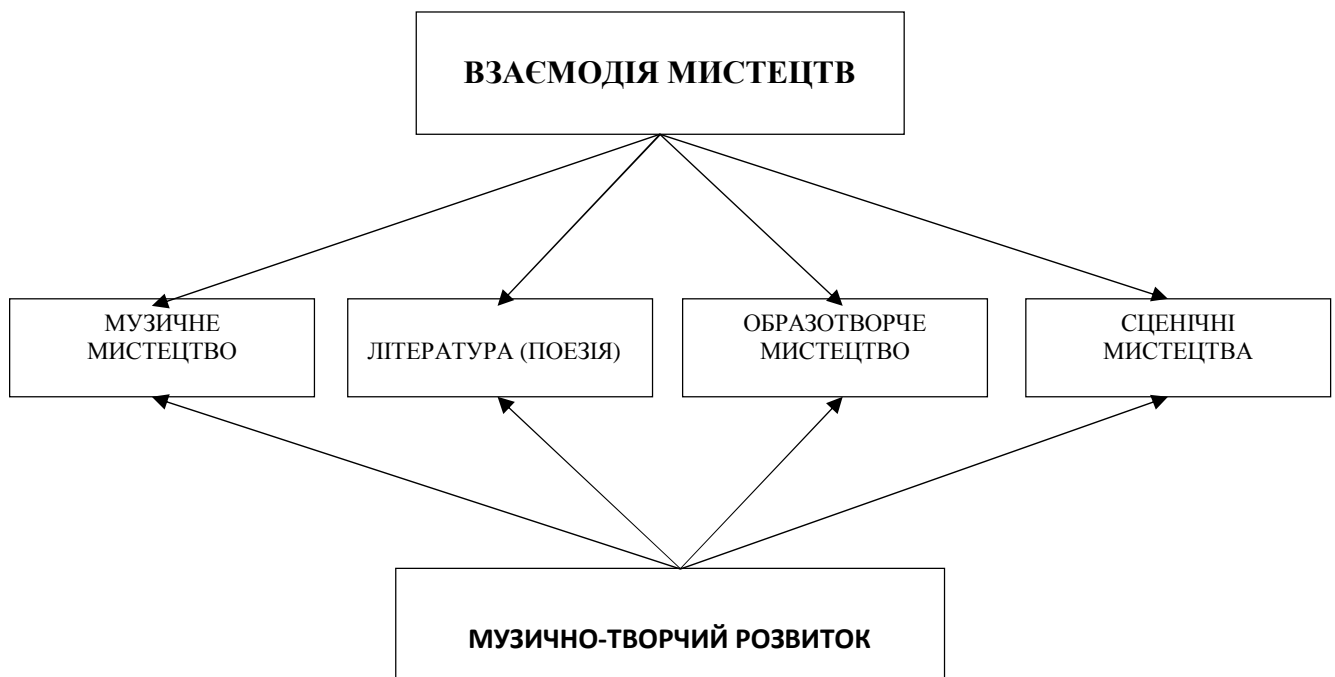 ВЗАЄМОДІЯ МИСТЕЦТВ
МУЗИЧНЕ
МИСТЕЦТВО
ЛІТЕРАТУРА (ПОЕЗІЯ)
ОБРАЗОТВОРЧЕ
МИСТЕЦТВО
СЦЕНІЧНІ
МИСТЕЦТВА
МУЗИЧНО-ТВОРЧИЙ РОЗВИТОК